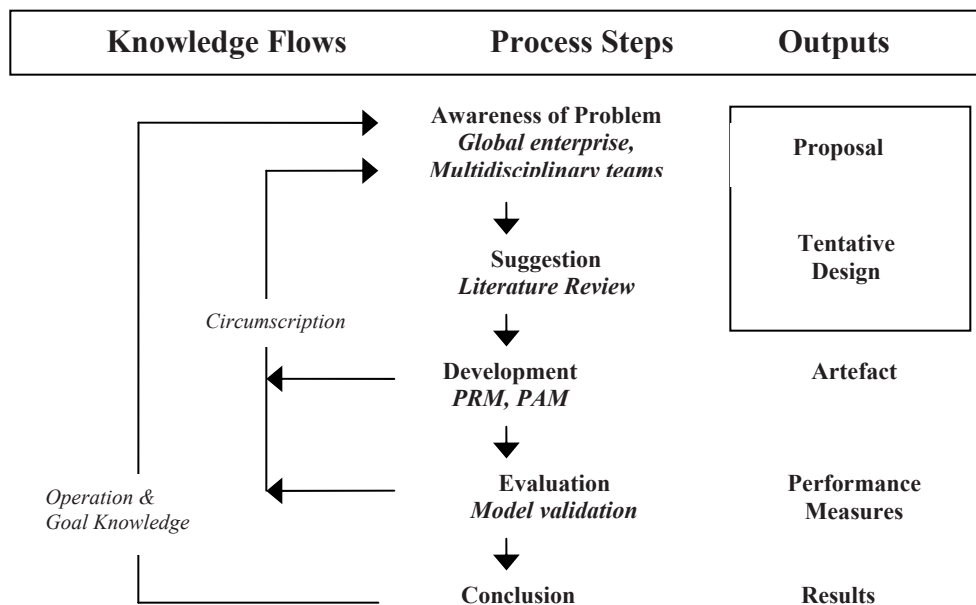 Knowledge Flows Process Steps Outputs
Awareness of Problem
Global enterprise,
Multidisciplinary teams
Proposal
Suggestion
Literature Review
Tentative
Design
Circumscription
Development
PRM, PAM
Artefact
Operation &
Goal Knowledge
Evaluation
Model validation
Performance
Measures
Conclusion
Results